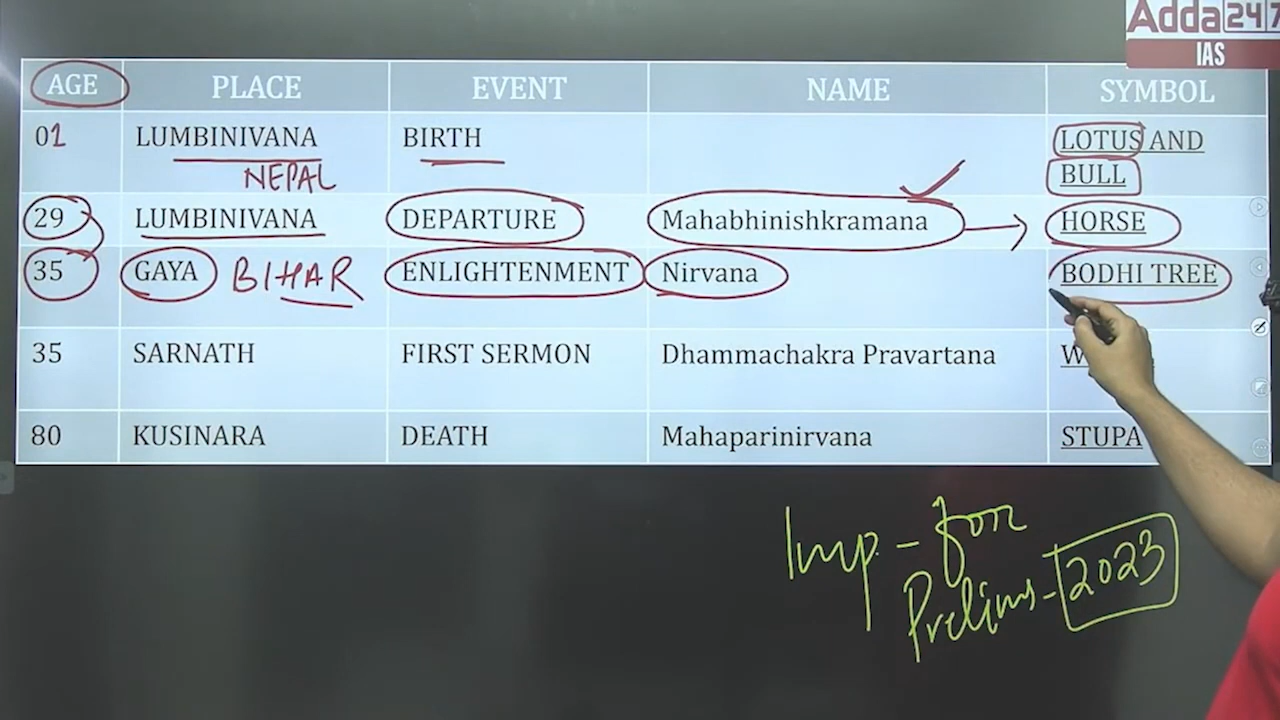 Adda247
IAS
AGE PLACE EVENT NAME SYMBOL
01 LUMBINIVANA BIRTH LOTUS AND
NEPAL BULL
29 LUMBINIVANA DEPARTURE Mahabhinishkramana HORSE
35 GAYA BIHAR ENLIGHTENMENT Nirvana BODHI TREE
35 SARNATH FIRST SERMON Dhammachakra Pravartana
80 KUSINARA DEATH Mahaparinirvana STUPA
Imp - for
Prelims - 2023